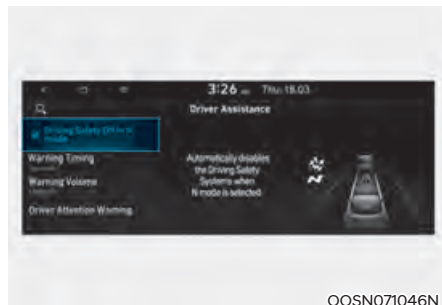 3:26 Thu. 18.03
Driver Assistance
Driving Safety Off in N
mode
Warning Timing
Warning Volume
Driver Attention Warning
Automatically disables
the Driving Safety
Systems when
N mode is selected.
OOSN071046N